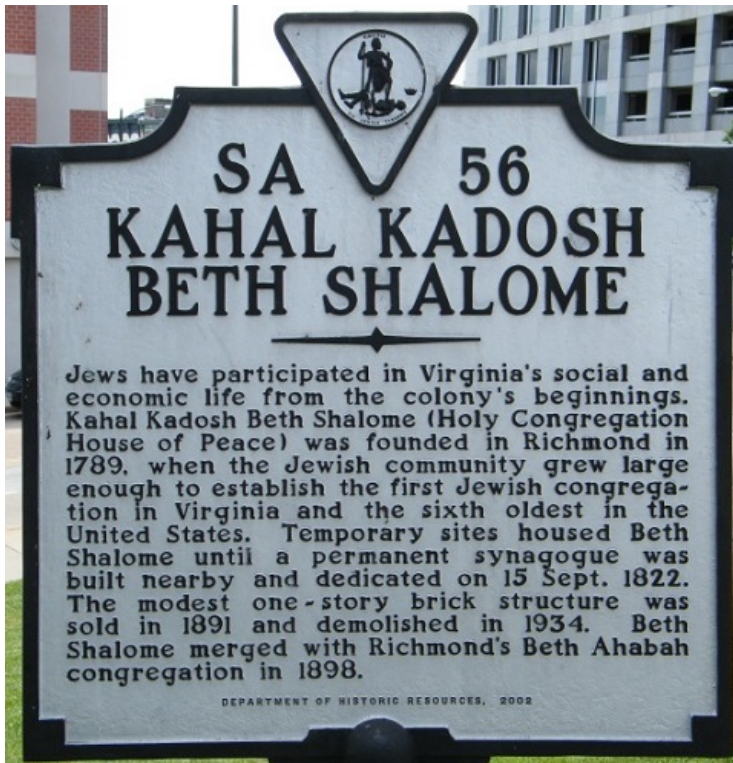 SA 56
KAHAL KADOSH
BETH SHALOME
Jews have participated in Virginia's social and
economic life from the colony's beginnings.
Kahal Kadosh Beth Shalome (Holy Congregation
House of Peace) was founded in Richmond in
1789, when the Jewish community grew large
enough to establish the first Jewish congrega-
tion in Virginia and the sixth oldest in the
United States. Temporary sites housed Beth
Shalome until a permanent synagogue was
built nearby and dedicated on 15 Sept. 1822.
The modest one-story brick structure was
sold in 1891 and demolished in 1934. Beth
Shalome merged with Richmond's Beth Ahabah
congregation in 1898.
DEPARTMENT OF HISTORIC RESOURCES, 2002